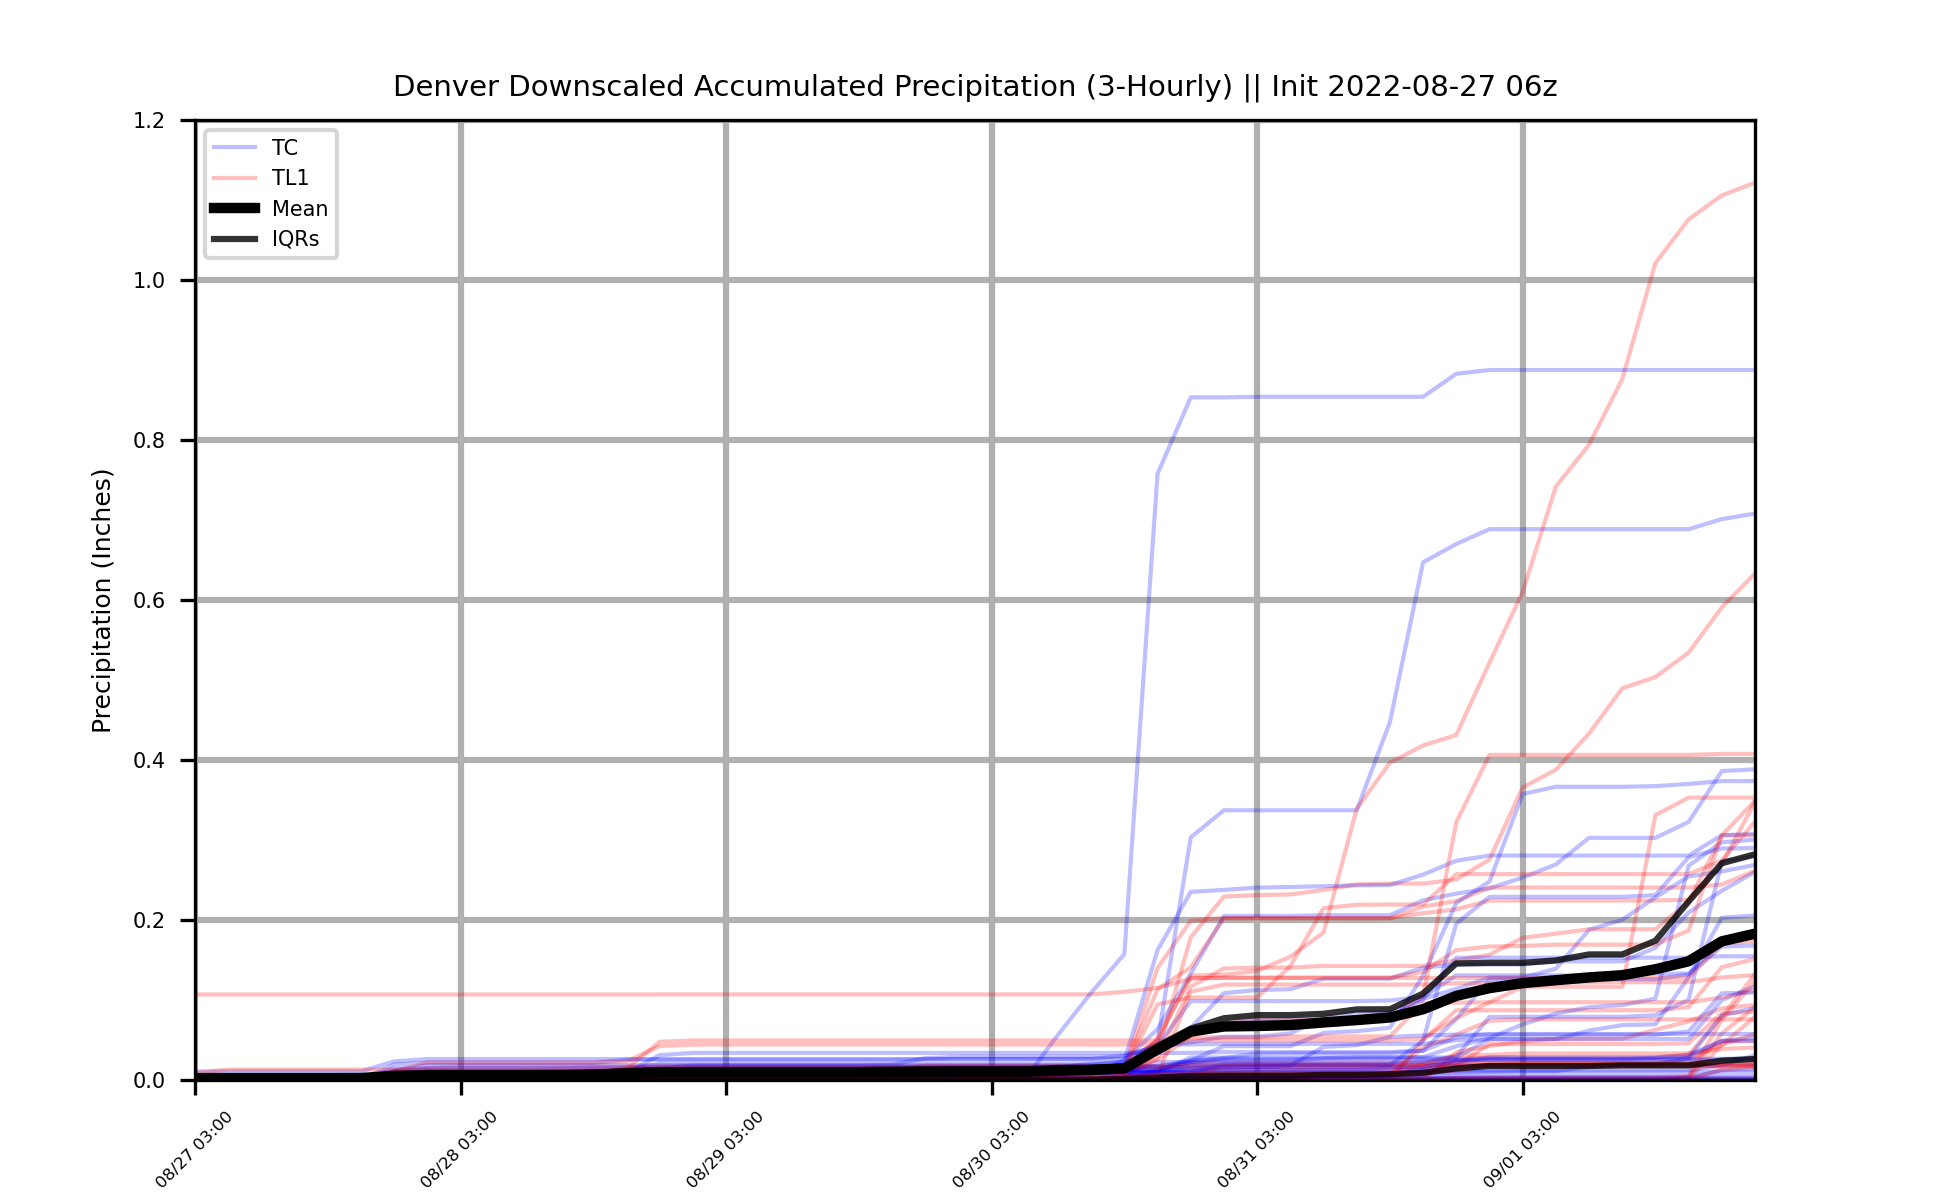 Denver Downscaled Accumulated Precipitation (3-Hourly) || Init 2022-08-27 06z
TC
TL1
Mean
IQRs
Precipitation (Inches)
1.2
1.0
0.8
0.6
0.4
0.2
0.0
08/27 03:00
08/28 03:00
08/29 03:00
08/30 03:00
08/31 03:00
09/01 03:00